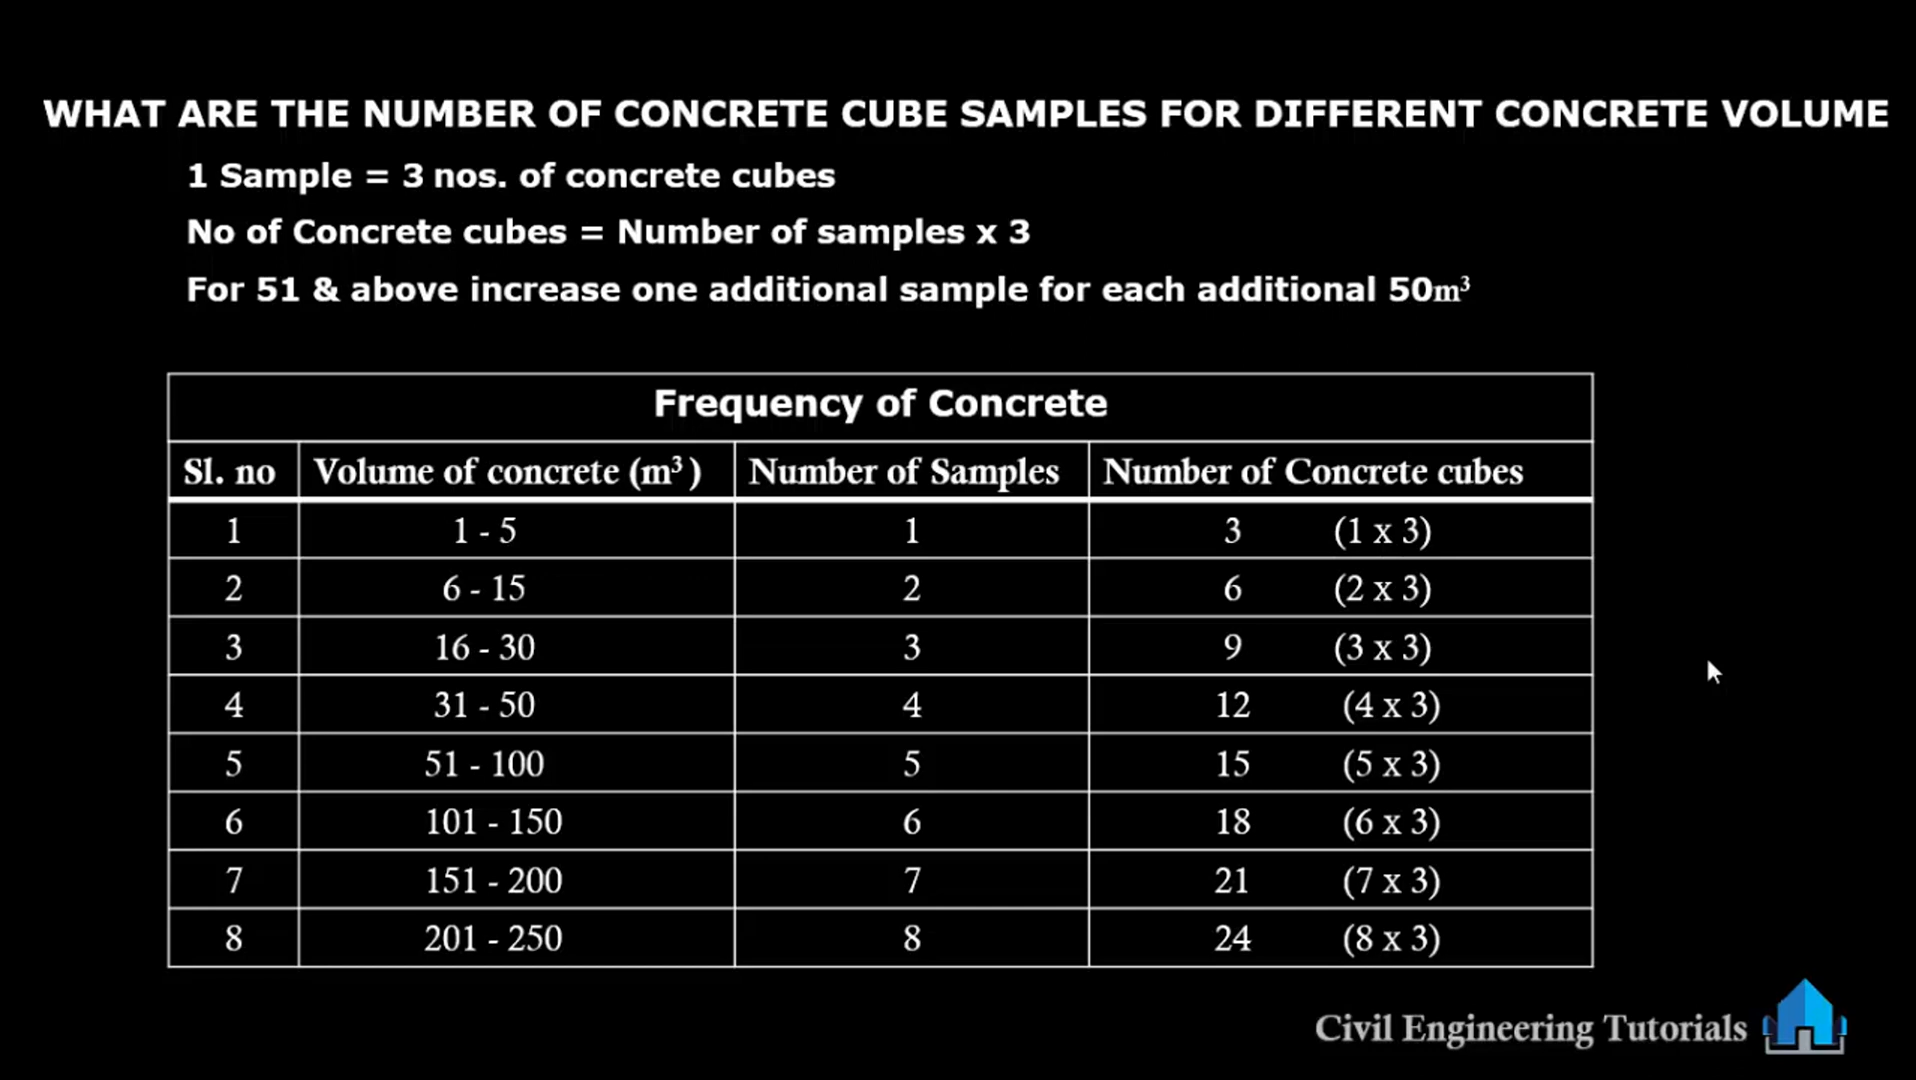 WHAT ARE THE NUMBER OF CONCRETE CUBE SAMPLES FOR DIFFERENT CONCRETE VOLUME
1 Sample = 3 nos. of concrete cubes
No of Concrete cubes = Number of samples x 3
For 51 & above increase one additional sample for each additional 50m³
Frequency of Concrete
Sl. no Volume of concrete (m³) Number of Samples Number of Concrete cubes
1 1 - 5 1 3 (1 x 3)
2 6 - 15 2 6 (2 x 3)
3 16 - 30 3 9 (3 x 3)
4 31 - 50 4 12 (4 x 3)
5 51 - 100 5 15 (5 x 3)
6 101 - 150 6 18 (6 x 3)
7 151 - 200 7 21 (7 x 3)
8 201 - 250 8 24 (8 x 3)
Civil Engineering Tutorials